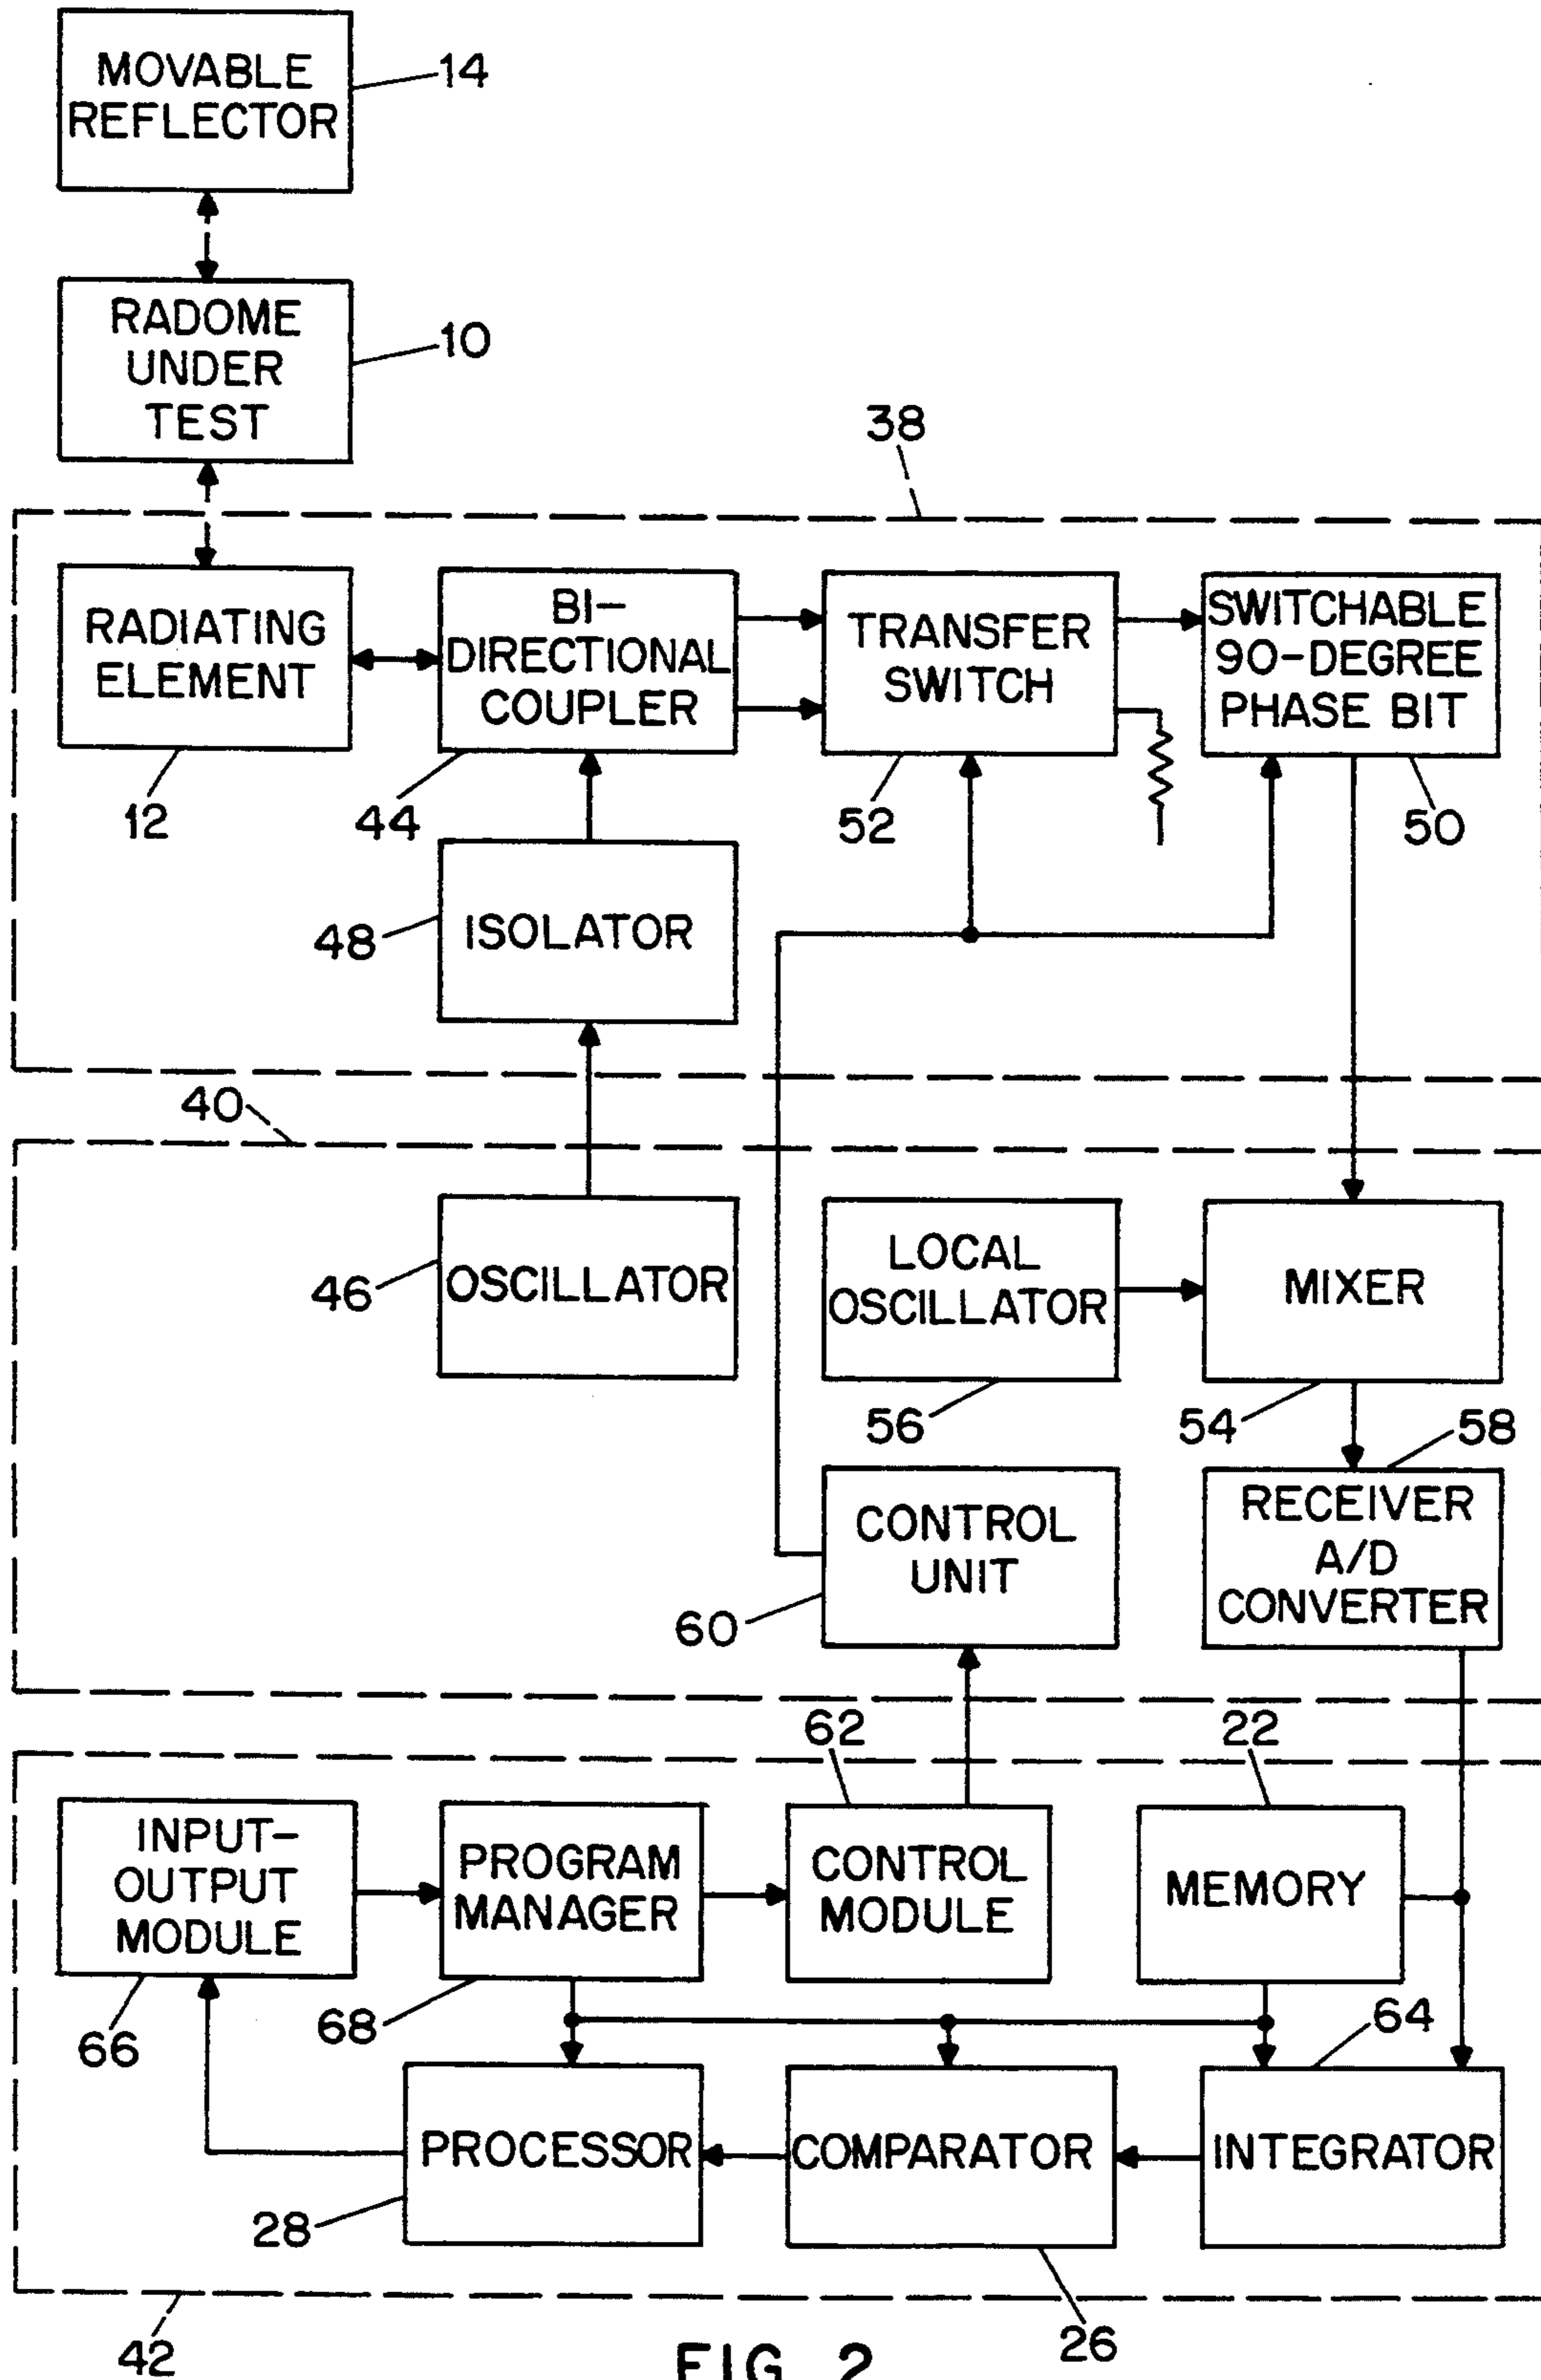 MOVABLE
REFLECTOR
14
RADOME
UNDER
TEST
10
38
RADIATING
ELEMENT
12
BI-
DIRECTIONAL
COUPLER
44
TRANSFER
SWITCH
52
SWITCHABLE
90-DEGREE
PHASE BIT
50
ISOLATOR
48
40
OSCILLATOR
46
LOCAL
OSCILLATOR
56
MIXER
54
58
CONTROL
UNIT
60
RECEIVER
A/D
CONVERTER
62
22
INPUT-
OUTPUT
MODULE
66
PROGRAM
MANAGER
68
CONTROL
MODULE
MEMORY
64
PROCESSOR
28
COMPARATOR
26
INTEGRATOR
42
FIG. 2